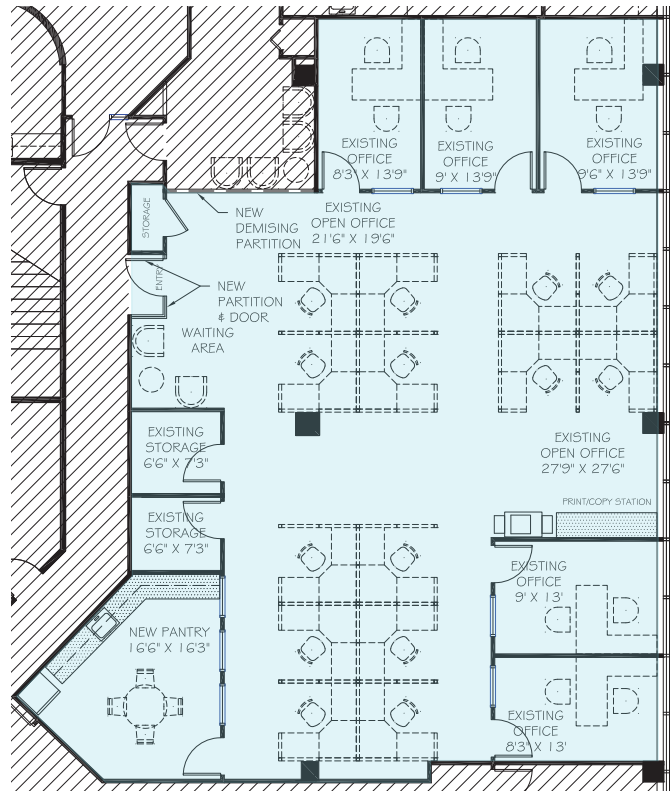 EXISTING
OFFICE
8'3" X 13'9"
EXISTING
OFFICE
9' X 13'9"
EXISTING
OFFICE
9'6" X 13'9"
STORAGE
NEW
DEMISING
PARTITION
EXISTING
OPEN OFFICE
21'6" X 19'6"
ENTRY
NEW
PARTITION
& DOOR
WAITING
AREA
EXISTING
STORAGE
6'6" X 7'3"
EXISTING
OPEN OFFICE
27'9" X 27'6"
PRINT/COPY STATION
EXISTING
STORAGE
6'6" X 7'3"
EXISTING
OFFICE
9' X 13'
NEW PANTRY
16'6" X 16'3"
EXISTING
OFFICE
8'3" X 13'